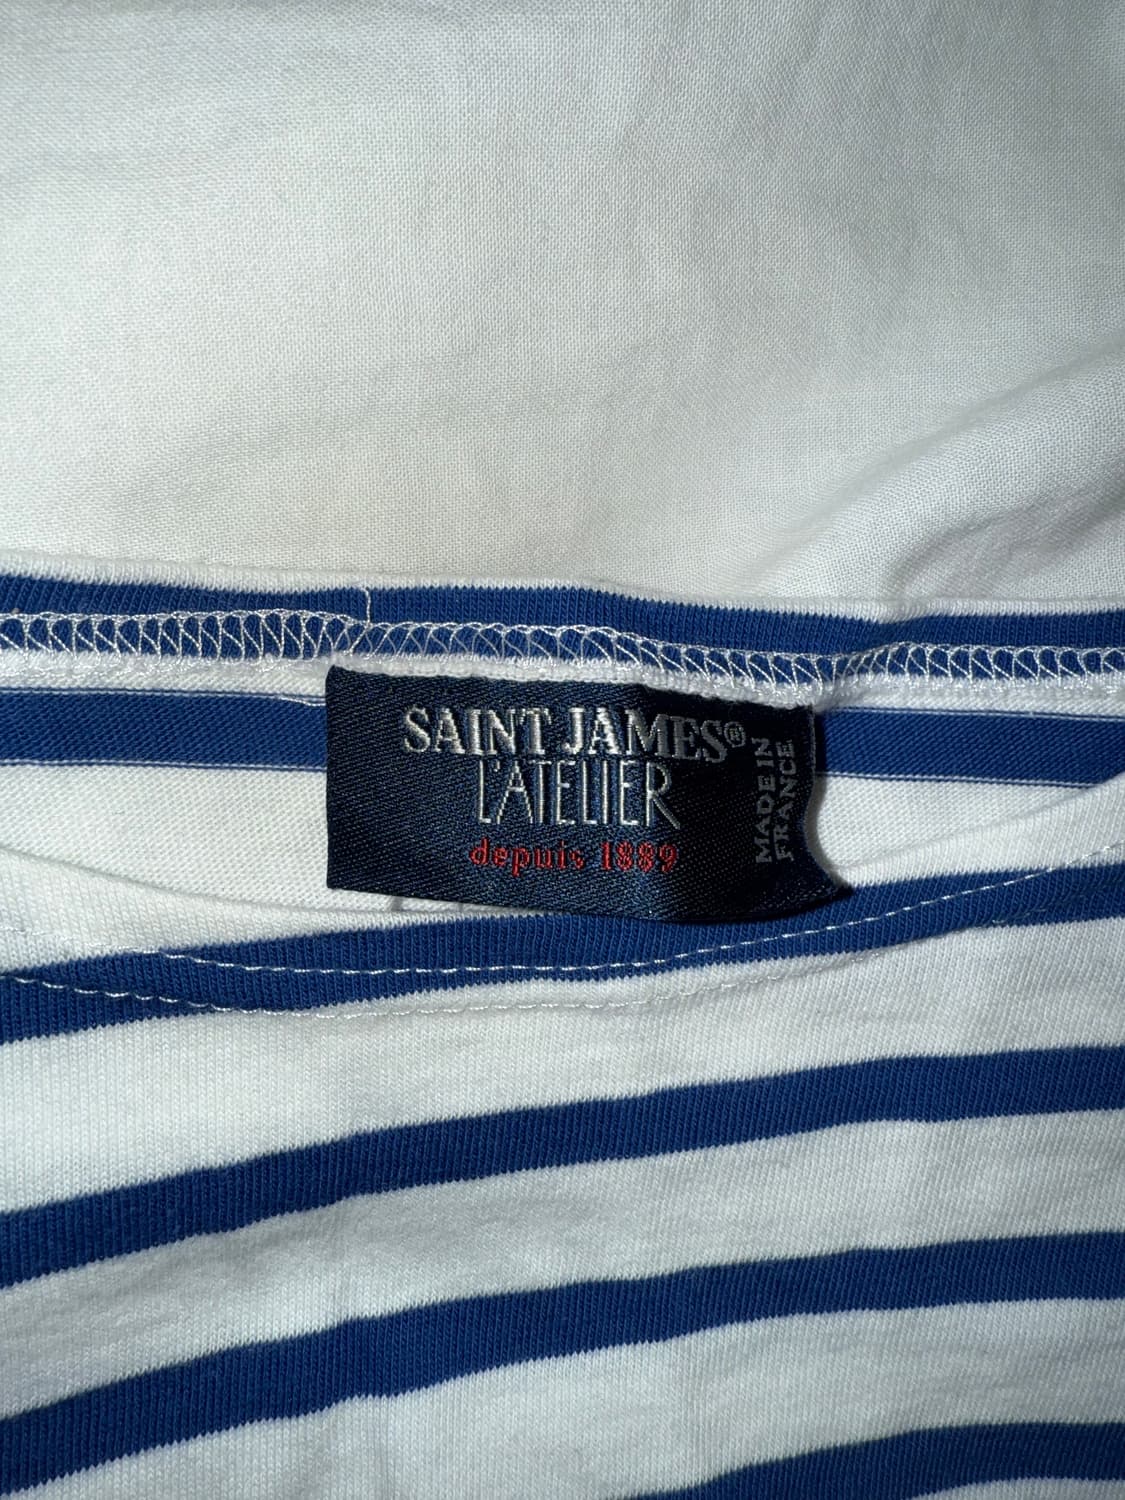 SAINT JAMES®
L'ATELIER
depuis 1889
MADE IN
FRANCE